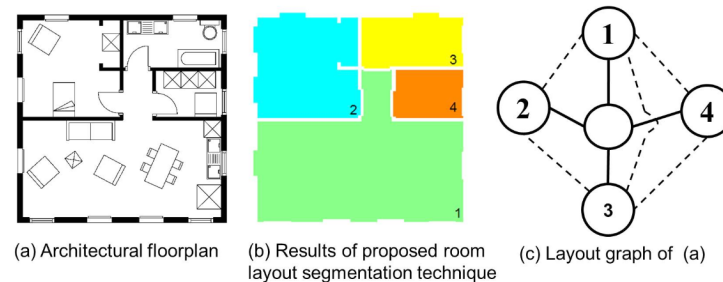 3
2
4
1
1
2
4
3
(a) Architectural floorplan
(b) Results of proposed room
layout segmentation technique
(c) Layout graph of (a)